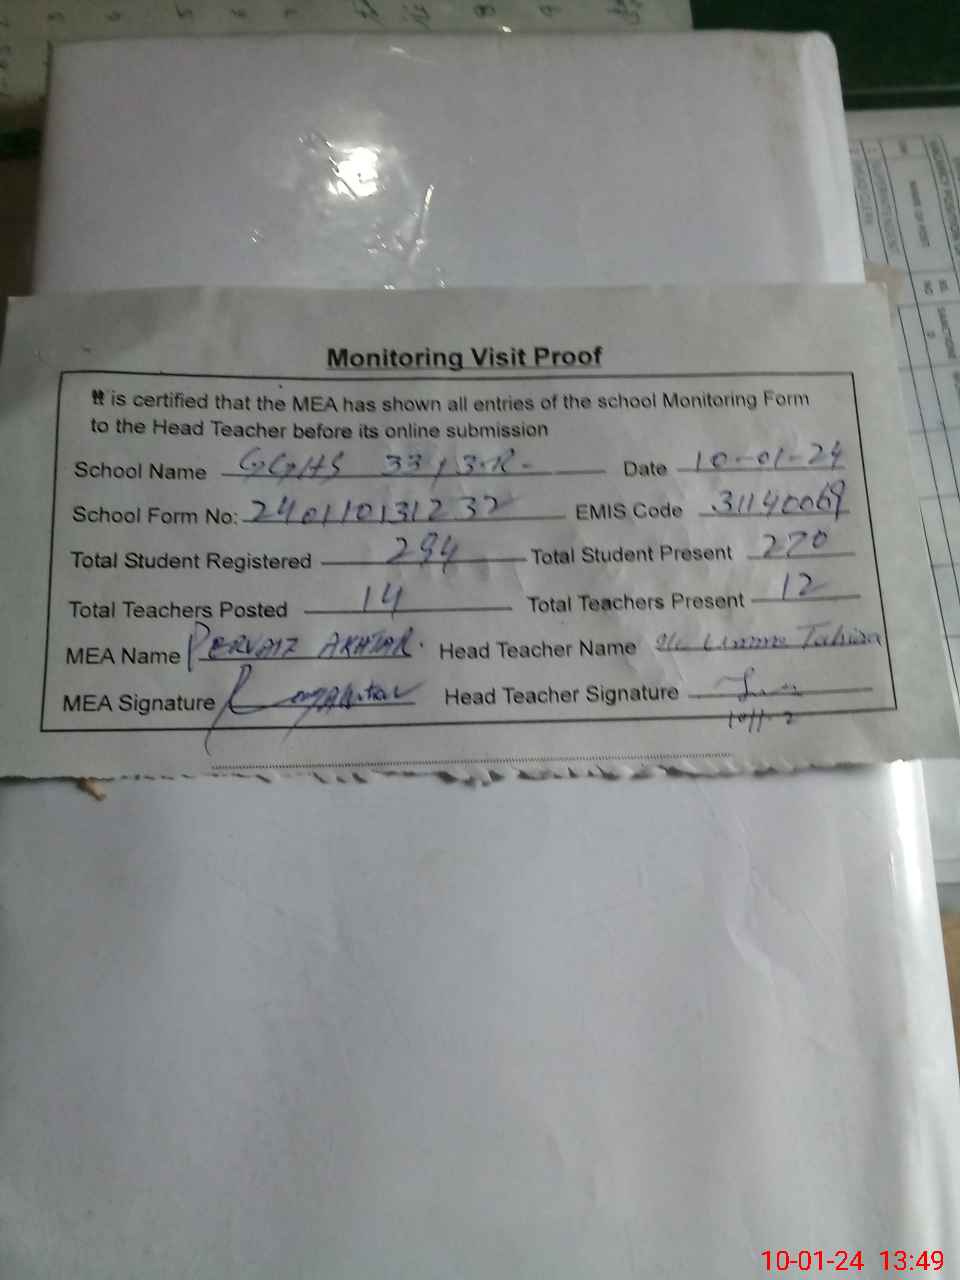 Monitoring Visit Proof
It is certified that the MEA has shown all entries of the school Monitoring Form
to the Head Teacher before its online submission
School Name GGHS 33/3.R- Date 10-01-24
School Form No: 240110131232 EMIS Code 31140069
Total Student Registered 294 Total Student Present 270
Total Teachers Posted 14 Total Teachers Present 12
MEA Name PERVAIZ AKHTAR. Head Teacher Name Tahira
MEA Signature Head Teacher Signature
10-01-24 13:49